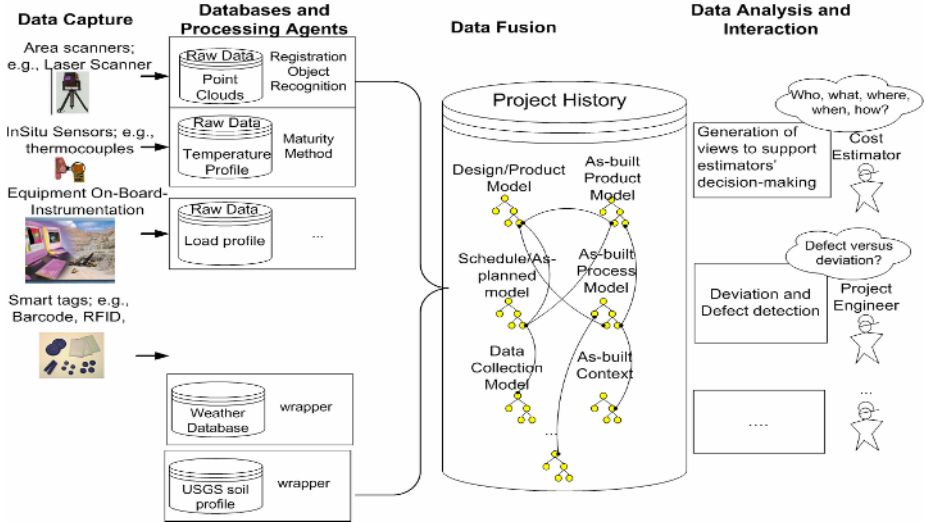 Data Capture
Databases and
Processing Agents
Data Fusion
Data Analysis and
Interaction
Area scanners;
e.g., Laser Scanner
Raw Data
Point
Clouds
Registration
Object
Recognition
InSitu Sensors; e.g.,
thermocouples
Raw Data
Temperature
Profile
Maturity
Method
Equipment On-Board-
Instrumentation
Raw Data
Load profile
...
Smart tags; e.g.,
Barcode, RFID,
Weather
Database
wrapper
USGS soil
profile
wrapper
Project History
Design/Product
Model
As-built
Product
Model
Schedule/As-
planned
model
As-built
Process
Model
Data
Collection
Model
As-built
Context
...
Who, what, where,
when, how?
Generation of
views to support
estimators'
decision-making
Cost
Estimator
Defect versus
deviation?
Deviation and
Defect detection
Project
Engineer
....
...